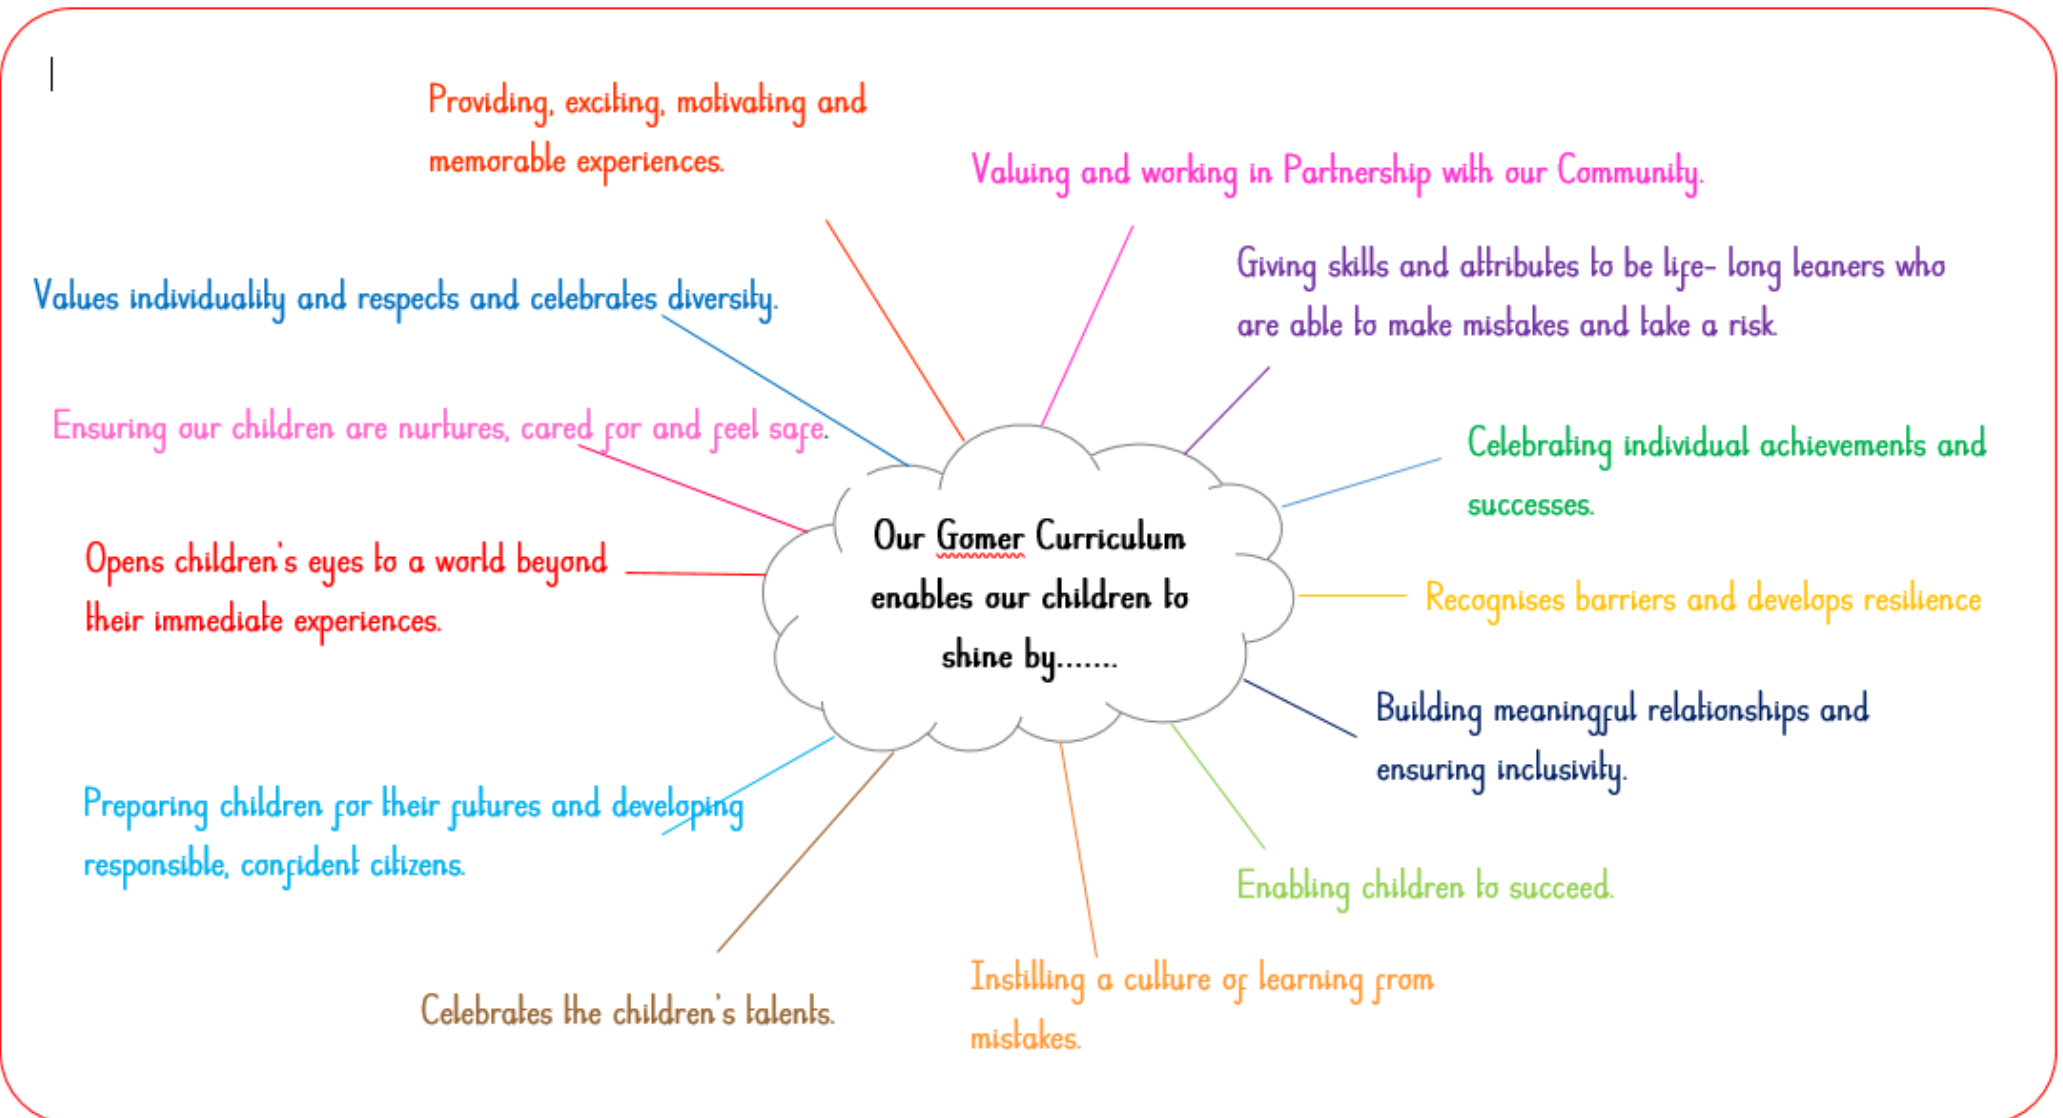 Providing, exciting, motivating and
memorable experiences.
Valuing and working in Partnership with our Community.
Giving skills and attributes to be life- long leaners who
are able to make mistakes and take a risk.
Values individuality and respects and celebrates diversity.
Ensuring our children are nurtures, cared for and feel safe.
Celebrating individual achievements and
successes.
Opens children's eyes to a world beyond
their immediate experiences.
Our Gomer Curriculum
enables our children to
shine by.......
Recognises barriers and develops resilience
Building meaningful relationships and
ensuring inclusivity.
Preparing children for their futures and developing
responsible, confident citizens.
Enabling children to succeed.
Celebrates the children's talents.
Instilling a culture of learning from
mistakes.